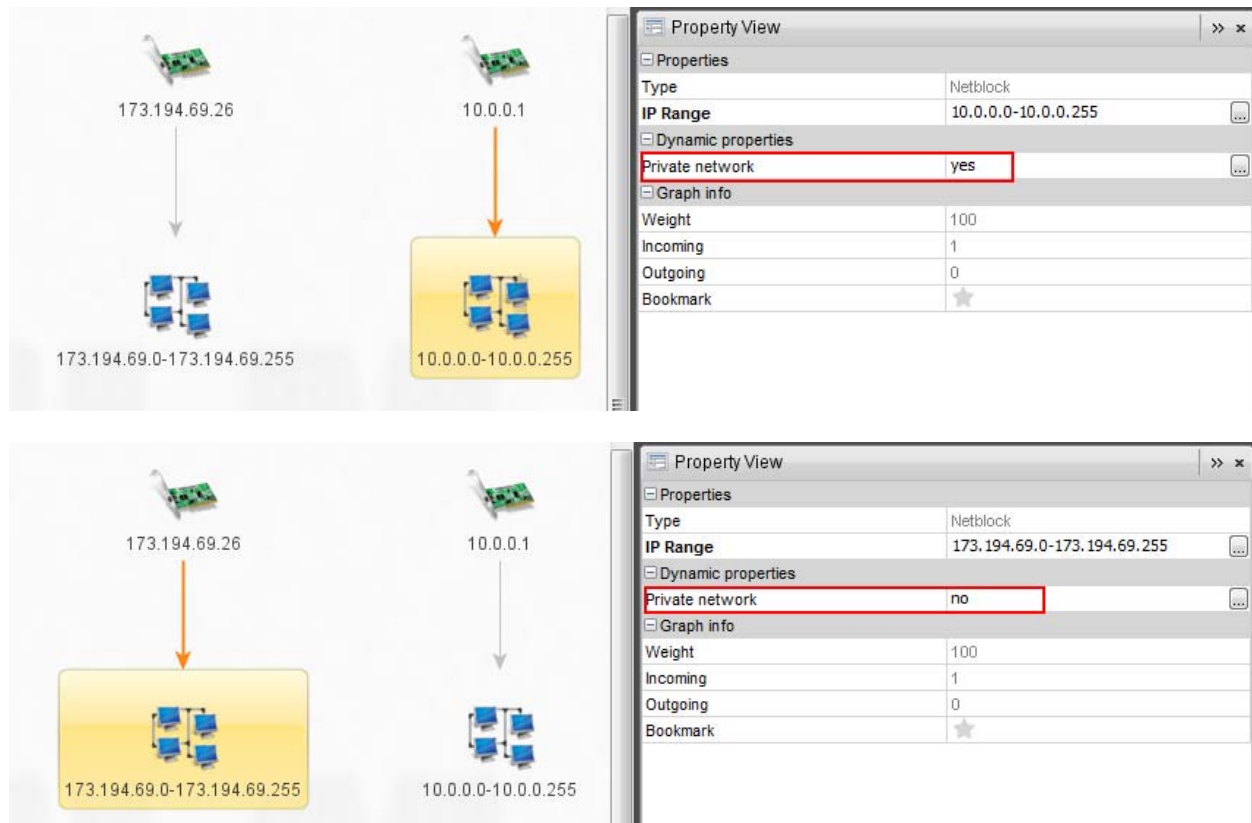 173.194.69.26
10.0.0.1
173.194.69.0-173.194.69.255
10.0.0.0-10.0.0.255
Property View
Properties
Type Netblock
IP Range 10.0.0.0-10.0.0.255 ...
Dynamic properties
Private network yes ...
Graph info
Weight 100
Incoming 1
Outgoing 0
Bookmark
173.194.69.26
10.0.0.1
173.194.69.0-173.194.69.255
10.0.0.0-10.0.0.255
Property View
Properties
Type Netblock
IP Range 173.194.69.0-173.194.69.255 ...
Dynamic properties
Private network no ...
Graph info
Weight 100
Incoming 1
Outgoing 0
Bookmark